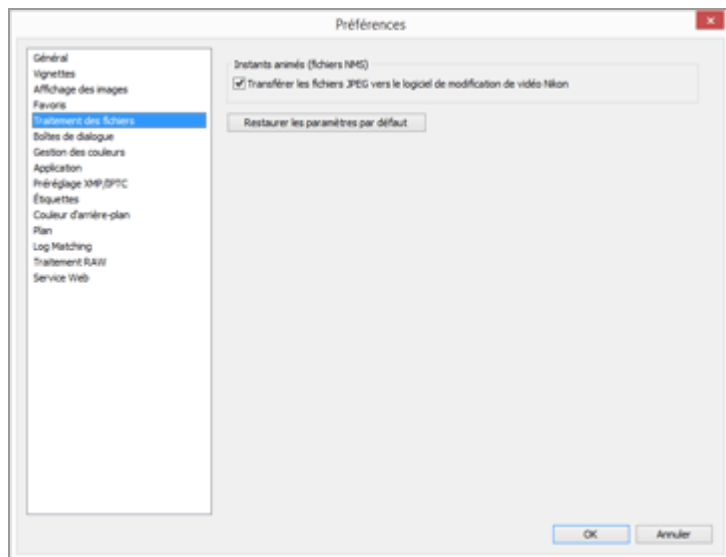 Préférences
Général
Vignettes
Affichage des images
Favoris
Traitement des fichiers
Boîtes de dialogue
Gestion des couleurs
Application
Préréglage XMP/IPTC
Étiquettes
Couleur d'arrière-plan
Plan
Log Matching
Traitement RAW
Service Web
Instants animés (fichiers NMS)
Transférer les fichiers JPEG vers le logiciel de modification de vidéo Nikon
Restaurer les paramètres par défaut
OK
Annuler